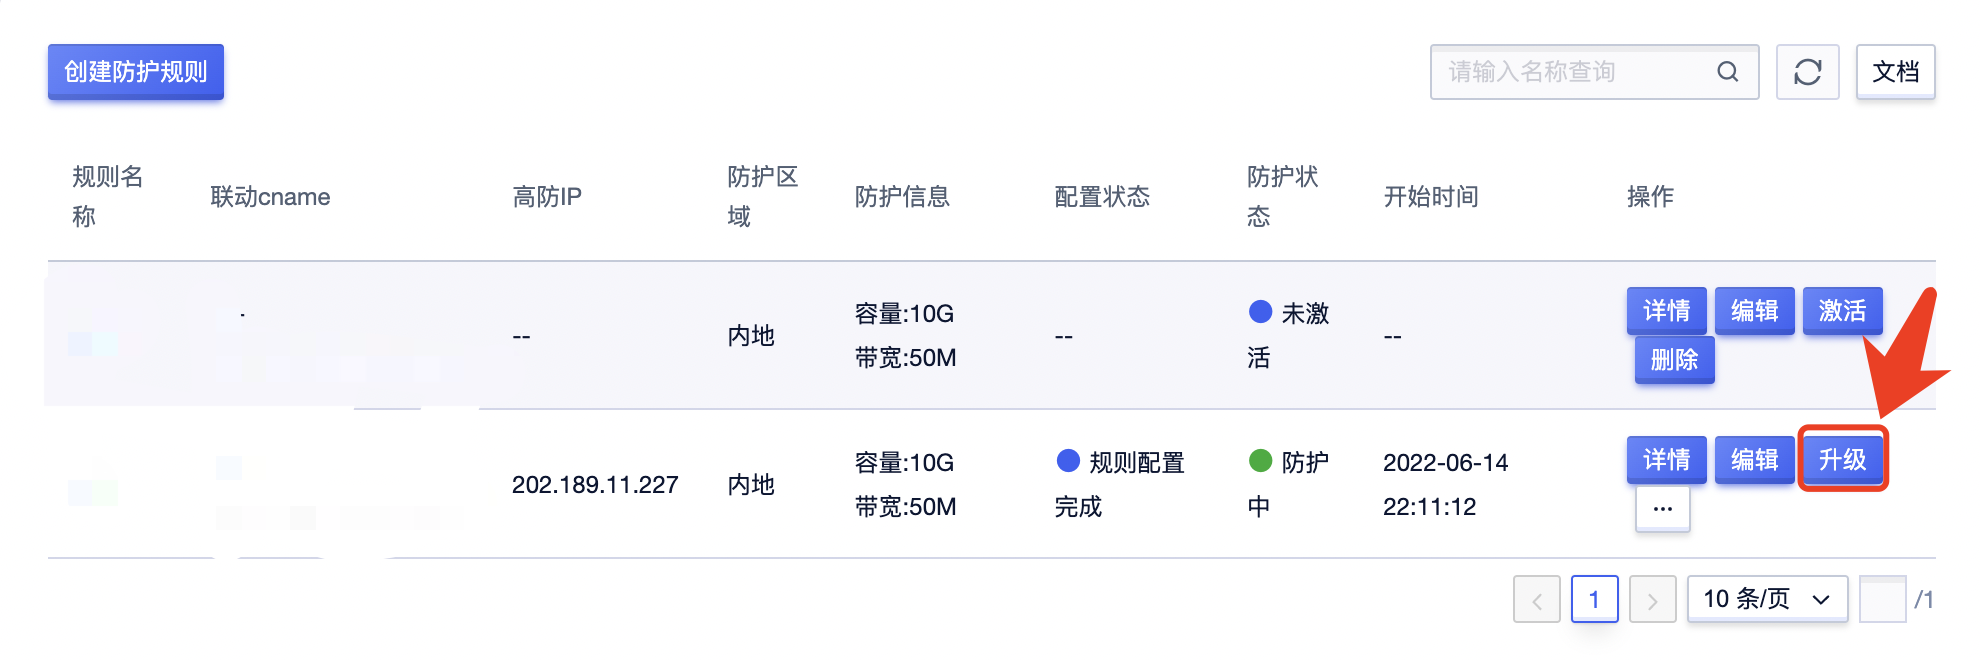 创建防护规则
请输入名称查询
文档
规则名
称
联动cname
高防IP
防护区
域
防护信息
配置状态
防护状
态
开始时间
操作
--
内地
容量:10G
带宽:50M
--
未激
活
--
详情 编辑 激活
删除
202.189.11.227
内地
容量:10G
带宽:50M
规则配置
完成
防护
中
2022-06-14
22:11:12
详情 编辑 升级
...
1
10 条/页
/1